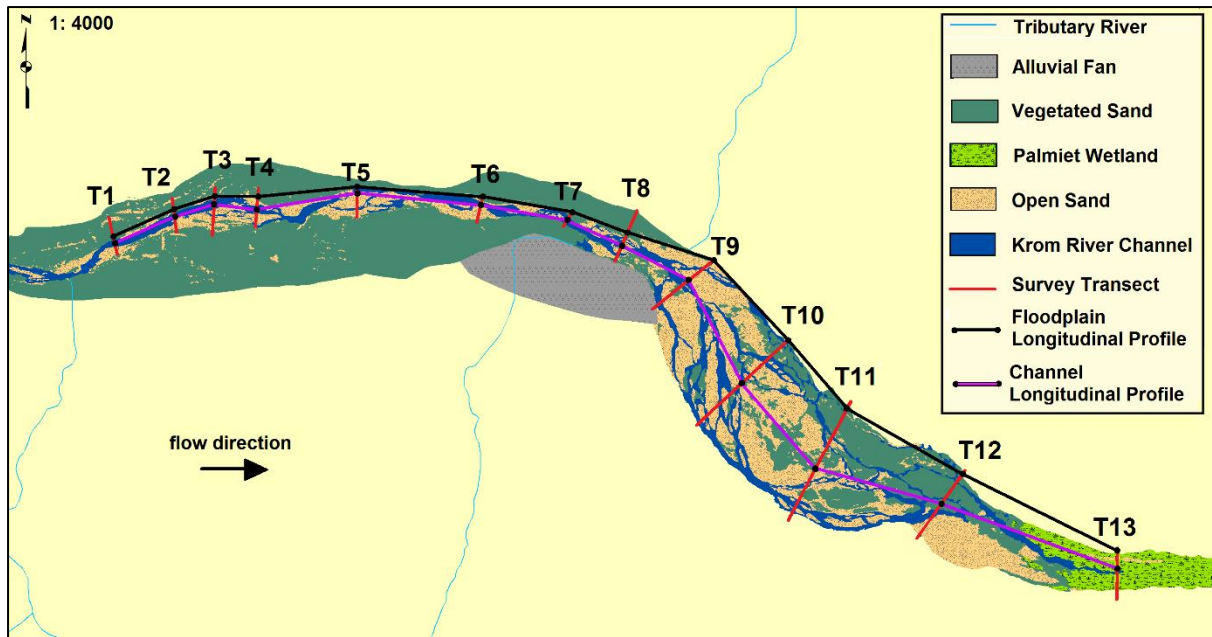 N
1: 4000
Tributary River
Alluvial Fan
Vegetated Sand
Palmiet Wetland
Open Sand
Krom River Channel
Survey Transect
Floodplain
Longitudinal Profile
Channel
Longitudinal Profile
T1
T2
T3
T4
T5
T6
T7
T8
T9
T10
T11
T12
T13
flow direction